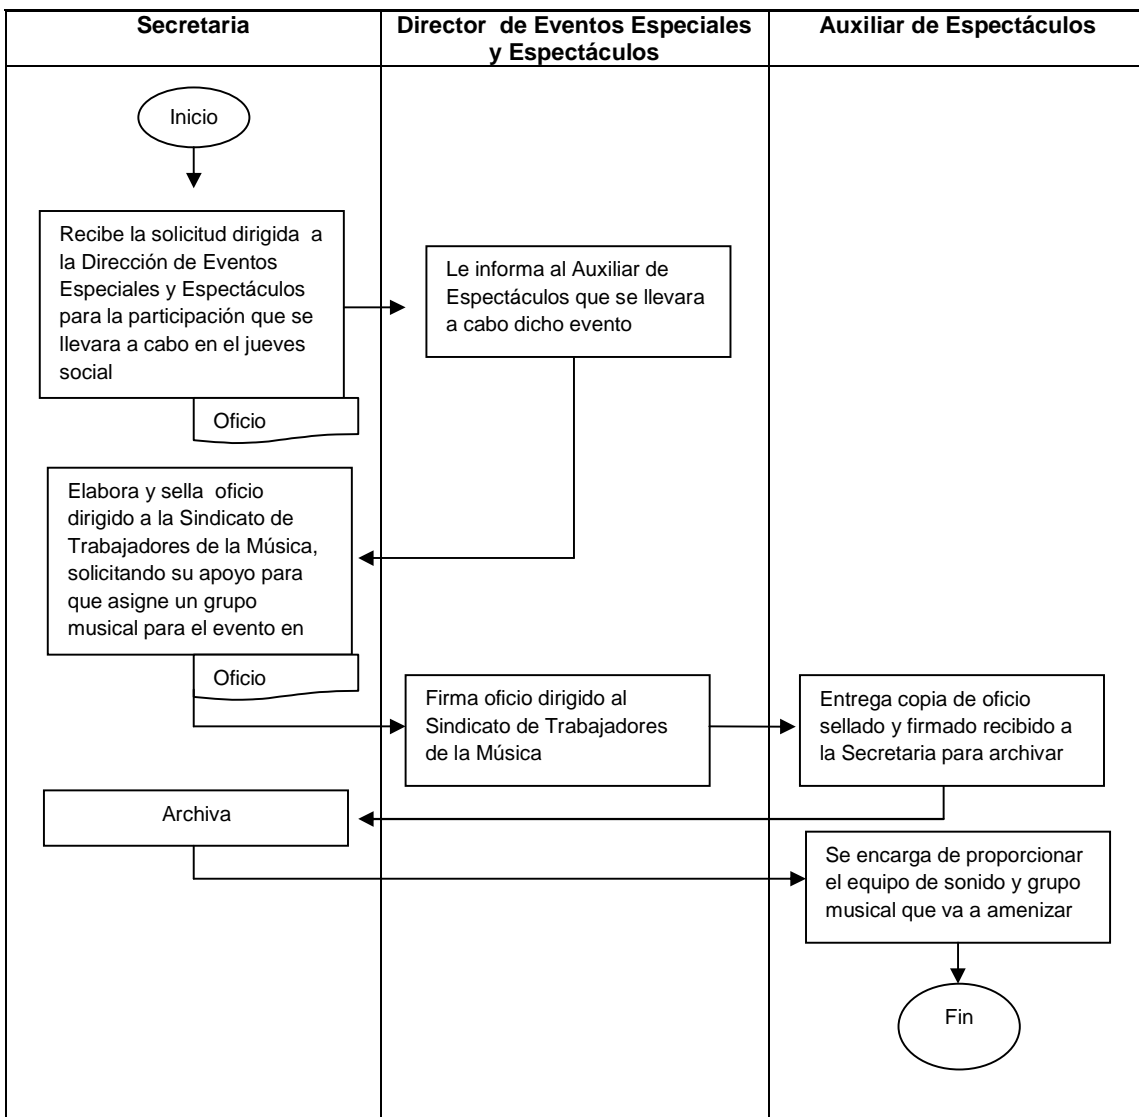 Secretaria
Director de Eventos Especiales
y Espectáculos
Auxiliar de Espectáculos
Inicio
Recibe la solicitud dirigida a
la Dirección de Eventos
Especiales y Espectáculos
para la participación que se
llevara a cabo en el jueves
social
Oficio
Le informa al Auxiliar de
Espectáculos que se llevara
a cabo dicho evento
Elabora y sella oficio
dirigido a la Sindicato de
Trabajadores de la Música,
solicitando su apoyo para
que asigne un grupo
musical para el evento en
Oficio
Firma oficio dirigido al
Sindicato de Trabajadores
de la Música
Entrega copia de oficio
sellado y firmado recibido a
la Secretaria para archivar
Archiva
Se encarga de proporcionar
el equipo de sonido y grupo
musical que va a amenizar
Fin